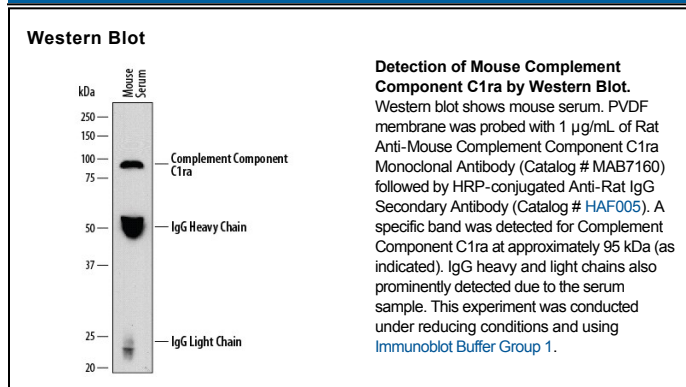 Western Blot
kDa
Mouse
Serum
250
150
100
75
50
37
25
20
Complement Component
C1ra
IgG Heavy Chain
IgG Light Chain
Detection of Mouse Complement
Component C1ra by Western Blot.
Western blot shows mouse serum. PVDF
membrane was probed with 1 µg/mL of Rat
Anti-Mouse Complement Component C1ra
Monoclonal Antibody (Catalog # MAB7160)
followed by HRP-conjugated Anti-Rat IgG
Secondary Antibody (Catalog # HAF005). A
specific band was detected for Complement
Component C1ra at approximately 95 kDa (as
indicated). IgG heavy and light chains also
prominently detected due to the serum
sample. This experiment was conducted
under reducing conditions and using
Immunoblot Buffer Group 1.